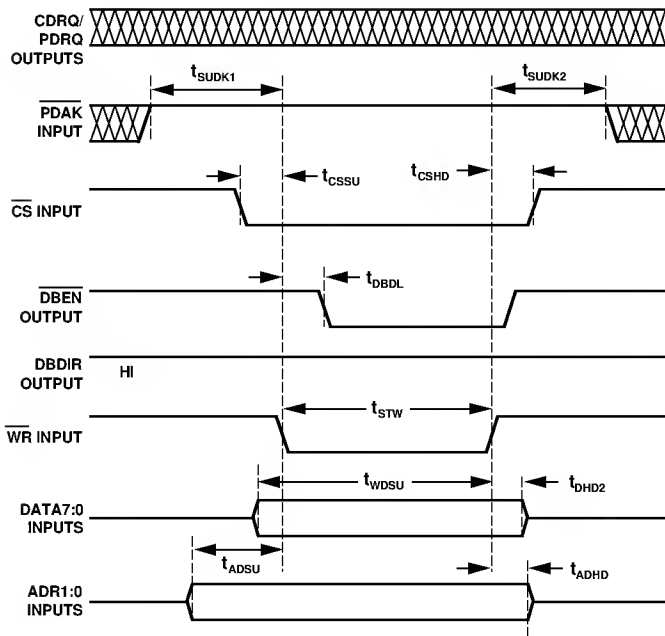 CDRQ/
PDRQ
OUTPUTS
tSUDK1
tSUDK2
PDAK
INPUT
tCSSU
tCSHD
CS INPUT
tDBDL
DBEN
OUTPUT
DBDIR
OUTPUT
HI
tSTW
WR INPUT
tWDSU
tDHD2
DATA7:0
INPUTS
tADSU
tADHD
ADR1:0
INPUTS